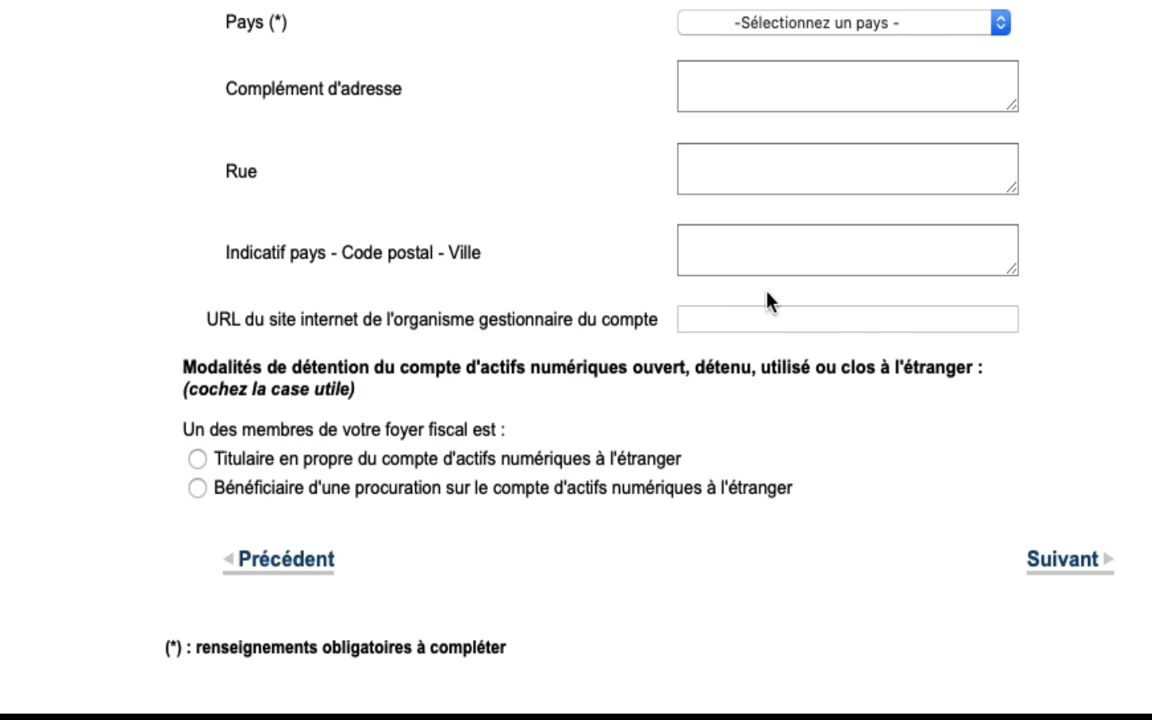 Pays (*)
-Sélectionnez un pays -
Complément d'adresse
Rue
Indicatif pays - Code postal - Ville
URL du site internet de l'organisme gestionnaire du compte
Modalités de détention du compte d'actifs numériques ouvert, détenu, utilisé ou clos à l'étranger :
(cochez la case utile)
Un des membres de votre foyer fiscal est :
Titulaire en propre du compte d'actifs numériques à l'étranger
Bénéficiaire d'une procuration sur le compte d'actifs numériques à l'étranger
Précédent
Suivant
(*) : renseignements obligatoires à compléter